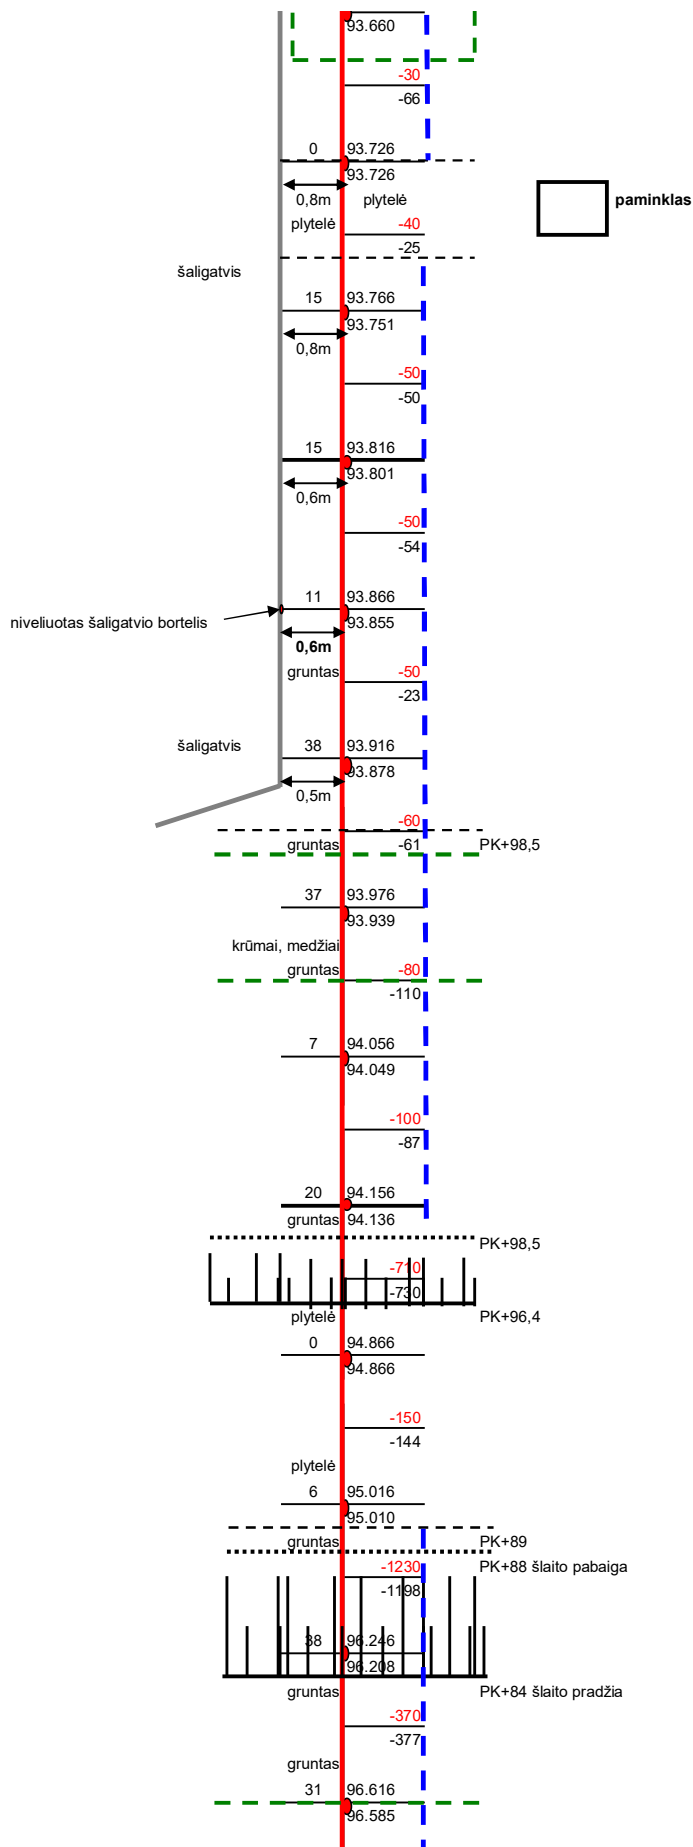 93.660
-30
-66
0 93.726
93.726
0,8m plytelė
paminklas
plytelė -40
-25
šaligatvis
15 93.766
93.751
0,8m
-50
-50
15 93.816
93.801
0,6m
-50
-54
11 93.866
niveliuotas šaligatvio bortelis
93.855
0,6m
gruntas -50
-23
šaligatvis 38 93.916
93.878
0,5m
-60
gruntas -61 PK+98,5
37 93.976
93.939
krūmai, medžiai
gruntas -80
-110
7 94.056
94.049
-100
-87
20 94.156
gruntas 94.136
PK+98,5
-710
-730
plytelė PK+96,4
0 94.866
94.866
-150
-144
plytelė
6 95.016
95.010
gruntas PK+89
-1230 PK+88 šlaito pabaiga
-1198
38 96.246
96.208
gruntas PK+84 šlaito pradžia
-370
-377
gruntas
31 96.616
96.585